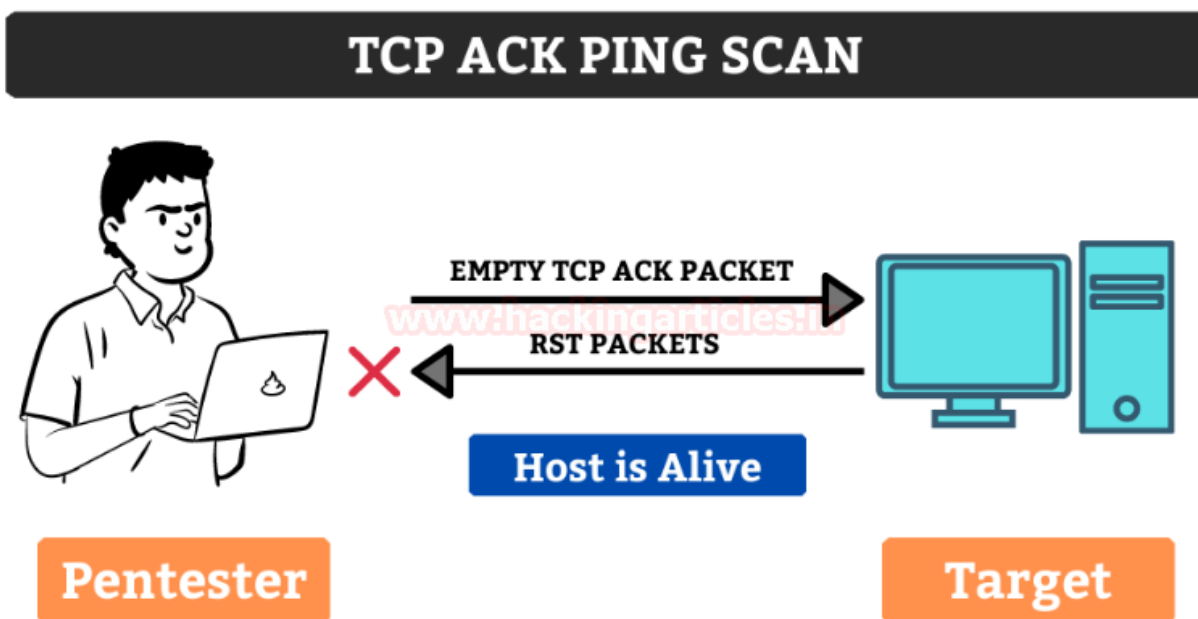 TCP ACK PING SCAN
EMPTY TCP ACK PACKET
www.hackingarticles.in
RST PACKETS
Host is Alive
Pentester
Target